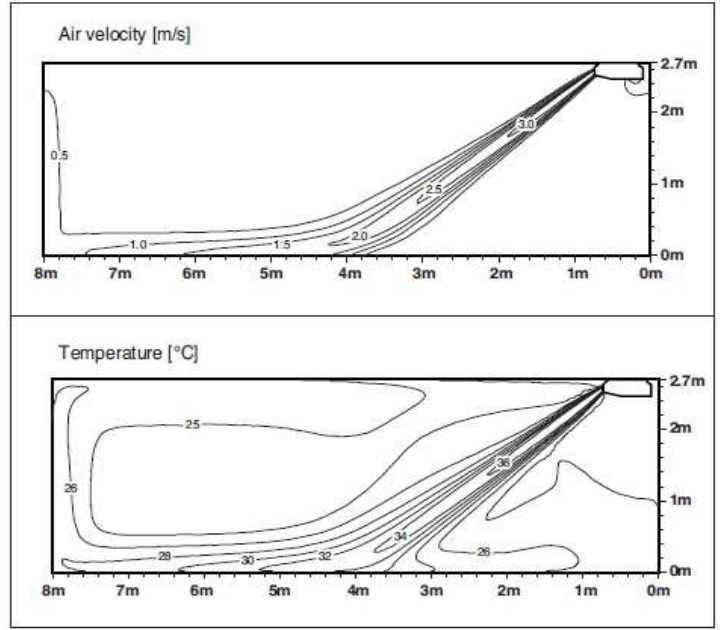 Air velocity [m/s]
2.7m
3.0
2m
0.5
2.5
1m
2.0
1.0
1.5
0m
8m 7m 6m 5m 4m 3m 2m 1m 0m
Temperature [°C]
2.7m
25
2m
36
26
1m
34
28
30
32
26
0m
8m 7m 6m 5m 4m 3m 2m 1m 0m